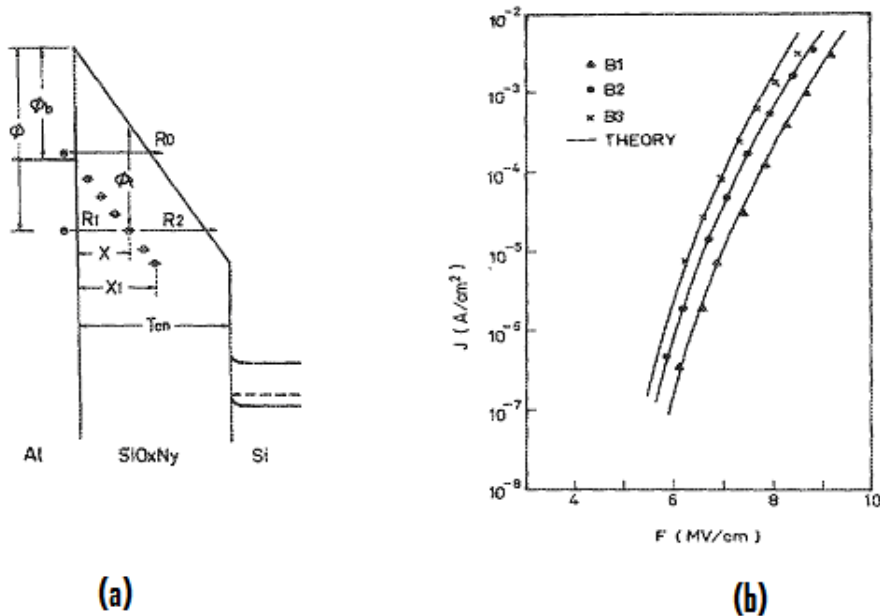 Φ
Φb
R0
Φt
R1
R2
X
X1
Ton
Al
SiOxNy
Si
(a)
10-2
10-3
10-4
10-5
10-6
10-7
10-8
J (A/cm2)
B1
B2
B3
THEORY
4
6
8
10
F (MV/cm)
(b)